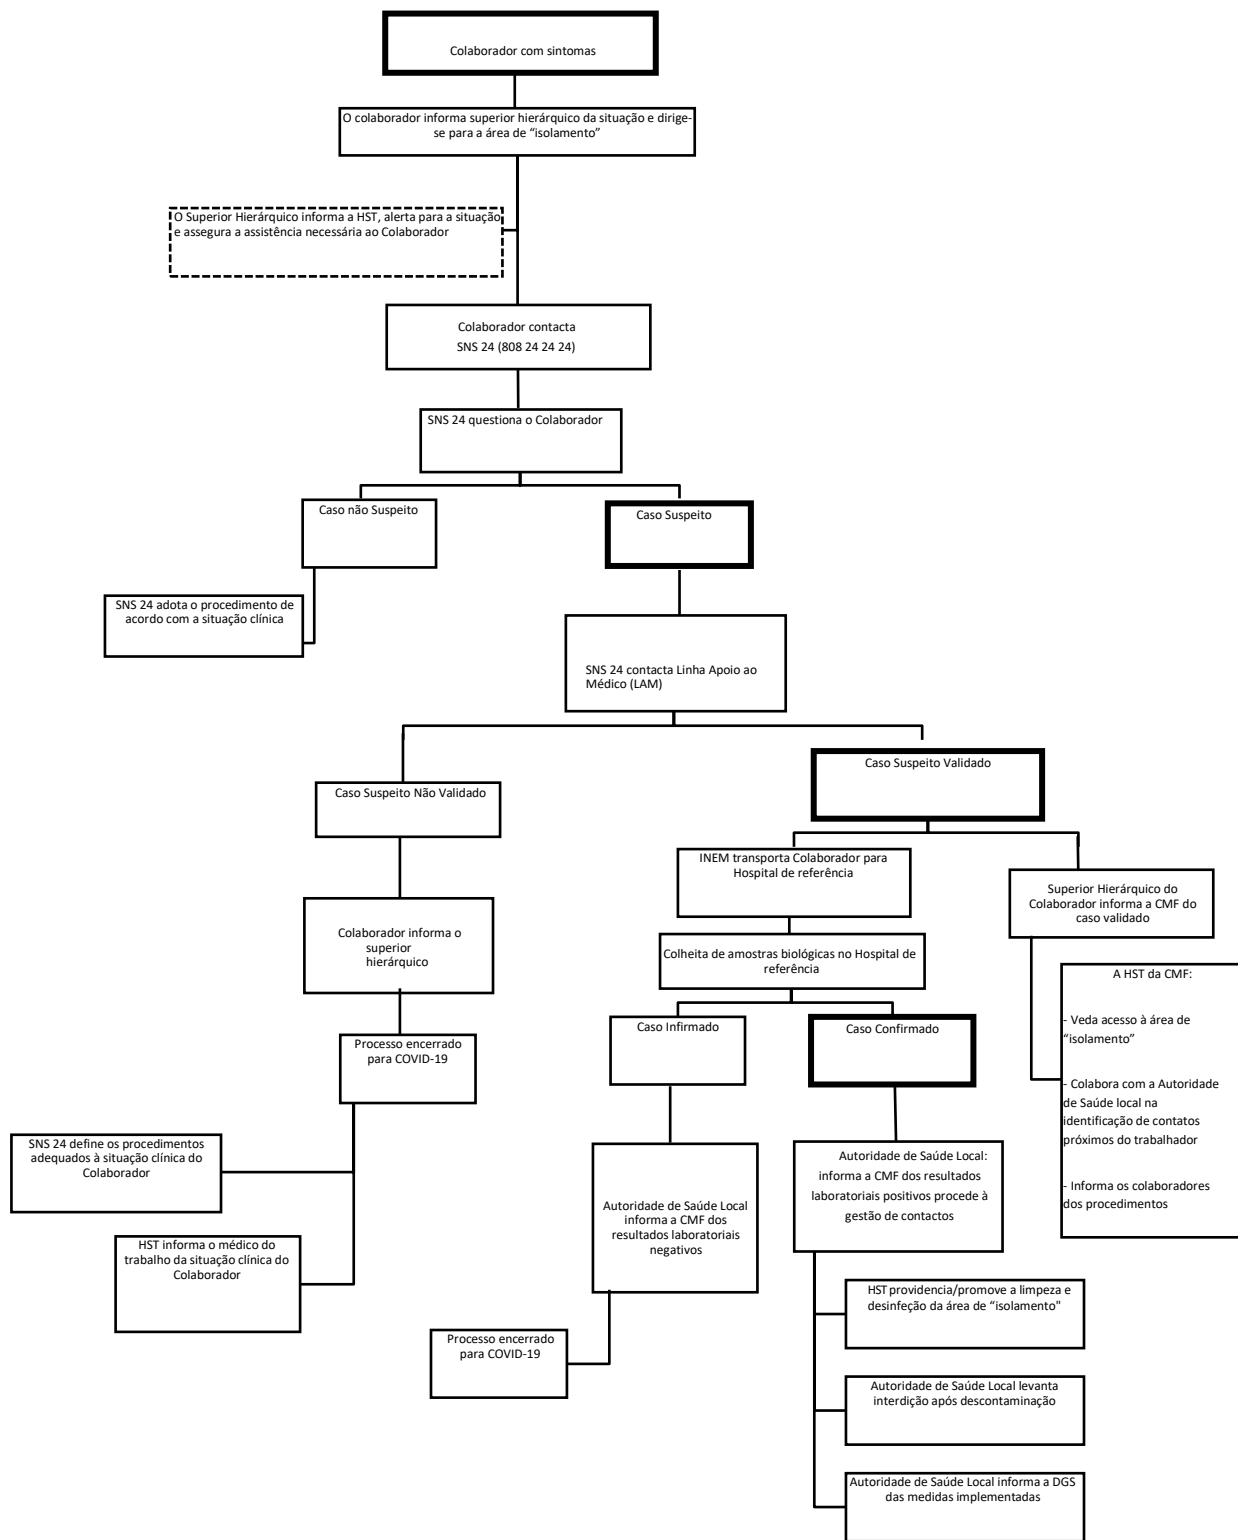 Colaborador com sintomas
O colaborador informa superior hierárquico da situação e dirige-
se para a área de “isolamento”
O Superior Hierárquico informa a HST, alerta para a situação
e assegura a assistência necessária ao Colaborador
Colaborador contacta
SNS 24 (808 24 24 24)
SNS 24 questiona o Colaborador
Caso não Suspeito
Caso Suspeito
SNS 24 adota o procedimento de
acordo com a situação clínica
SNS 24 contacta Linha Apoio ao
Médico (LAM)
Caso Suspeito Não Validado
Caso Suspeito Validado
INEM transporta Colaborador para
Hospital de referência
Superior Hierárquico do
Colaborador informa a CMF do
caso validado
Colaborador informa o
superior
hierárquico
Colheita de amostras biológicas no Hospital de
referência
A HST da CMF:
- Veda acesso à área de
“isolamento”
- Colabora com a Autoridade
de Saúde local na
identificação de contatos
próximos do trabalhador
- Informa os colaboradores
dos procedimentos
Caso Infirmado
Caso Confirmado
Processo encerrado
para COVID-19
SNS 24 define os procedimentos
adequados à situação clínica do
Colaborador
HST informa o médico do
trabalho da situação clínica do
Colaborador
Autoridade de Saúde Local
informa a CMF dos
resultados laboratoriais
negativos
Autoridade de Saúde Local:
informa a CMF dos resultados
laboratoriais positivos procede à
gestão de contactos
Processo encerrado
para COVID-19
HST providencia/promove a limpeza e
desinfeção da área de “isolamento"
Autoridade de Saúde Local levanta
interdição após descontaminação
Autoridade de Saúde Local informa a DGS
das medidas implementadas